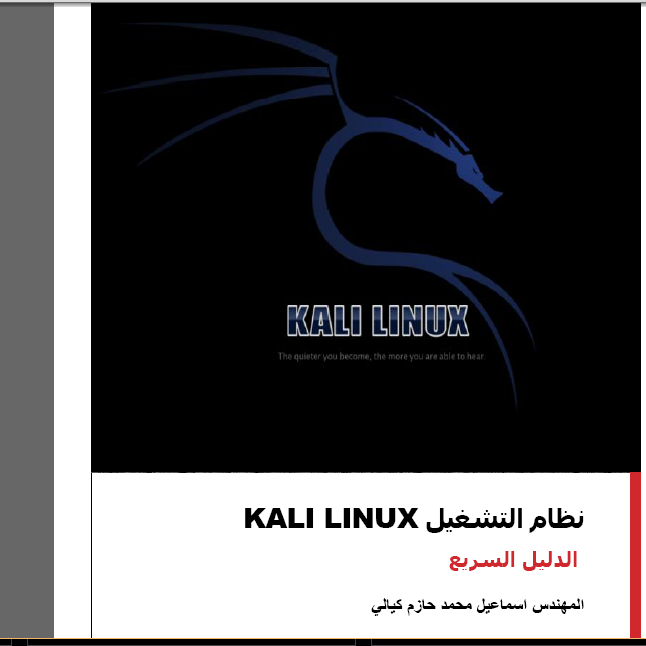 KALI LINUX
The quieter you become, the more you are able to hear.
نظام التشغيل KALI LINUX
الدليل السريع
المهندس اسماعيل محمد حازم كيالي